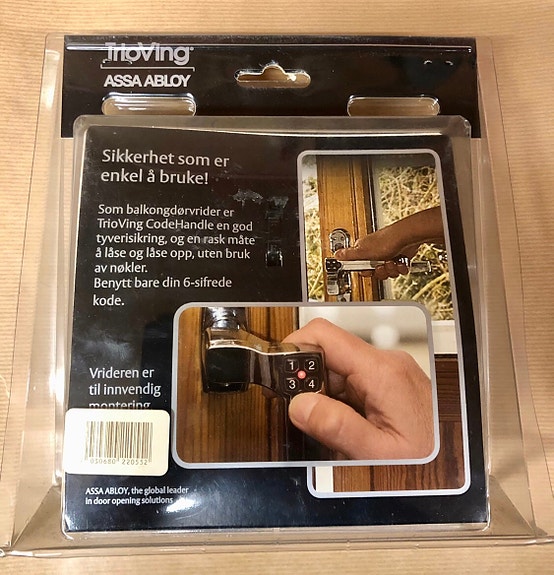 TrioVing
ASSA ABLOY
Sikkerhet som er
enkel å bruke!
Som balkongdørvrider er
TrioVing CodeHandle en god
tyverisikring, og en rask måte
å låse og låse opp, uten bruk
av nøkler.
Benytt bare din 6-sifrede
kode.
1 2
3 4
Vrideren er
til innvendig
montering
ASSA ABLOY, the global leader
in door opening solutions